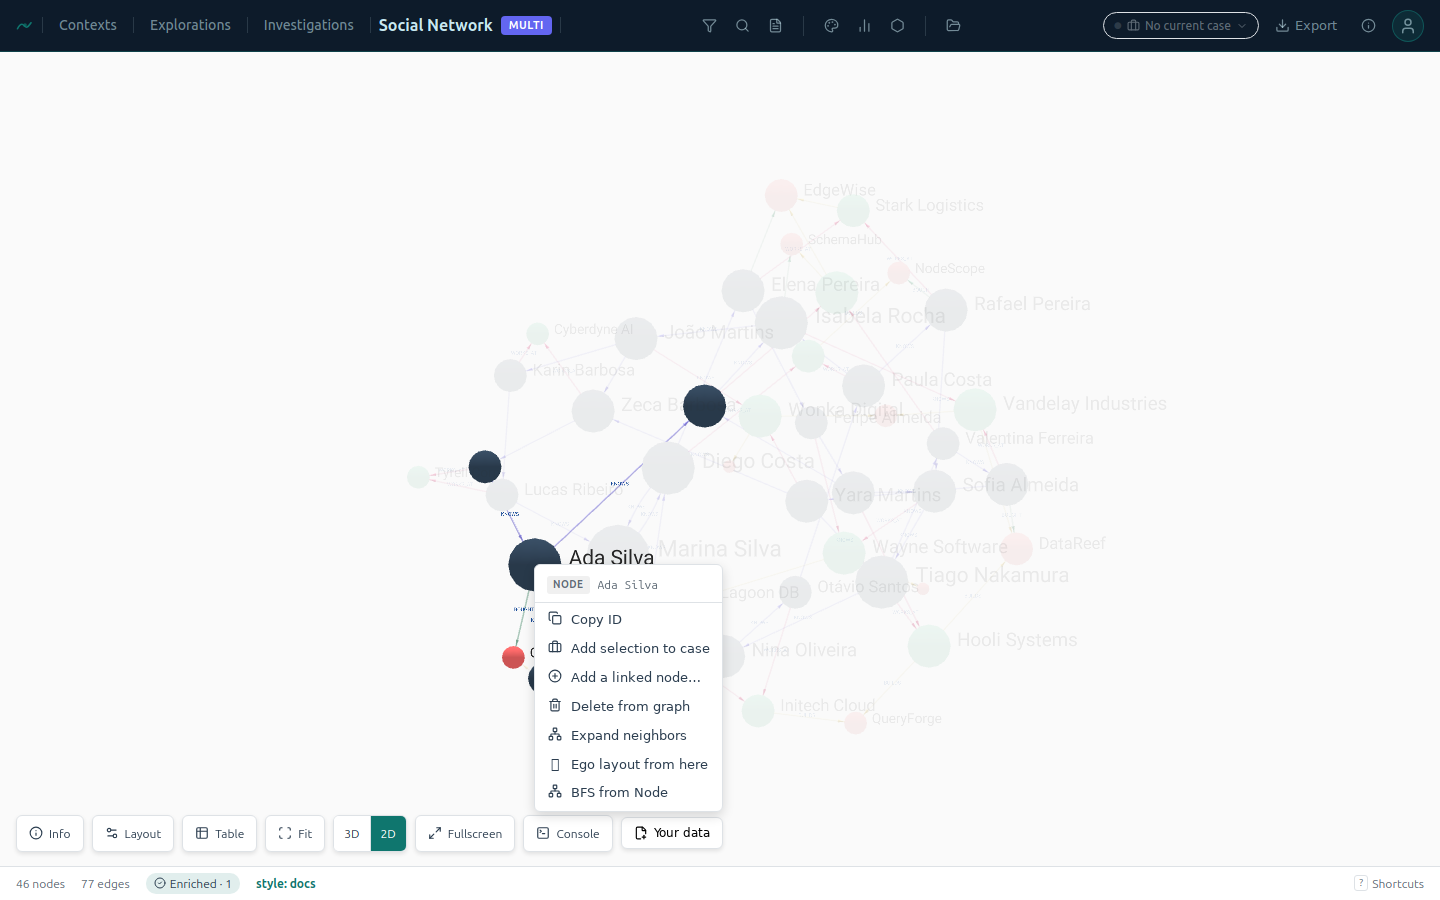 Contexts
Explorations
Investigations
Social Network MULTI
No current case
Export
EdgeWise
Stark Logistics
SchemaHub
NodeScope
Elena Pereira
Rafael Pereira
Isabela Rocha
Cyberdyne AI
João Martins
Karin Barbosa
Paula Costa
Zeca B
Wonka Digital
Vandelay Industries
Felipe Almeida
Valentina Ferreira
Diego Costa
Lucas Ribeiro
KNOWS
Yara Martins
Sofia Almeida
KNOWS
Ada Silva
Marina Silva
Wayne Software
DataReef
Tiago Nakamura
Lagoon DB
Otávio Santos
Hooli Systems
Nina Oliveira
Initech Cloud
QueryForge
NODE Ada Silva
Copy ID
Add selection to case
Add a linked node...
Delete from graph
Expand neighbors
Ego layout from here
BFS from Node
Info
Layout
Table
Fit
3D
2D
Fullscreen
Console
Your data
46 nodes
77 edges
Enriched · 1
style: docs
? Shortcuts